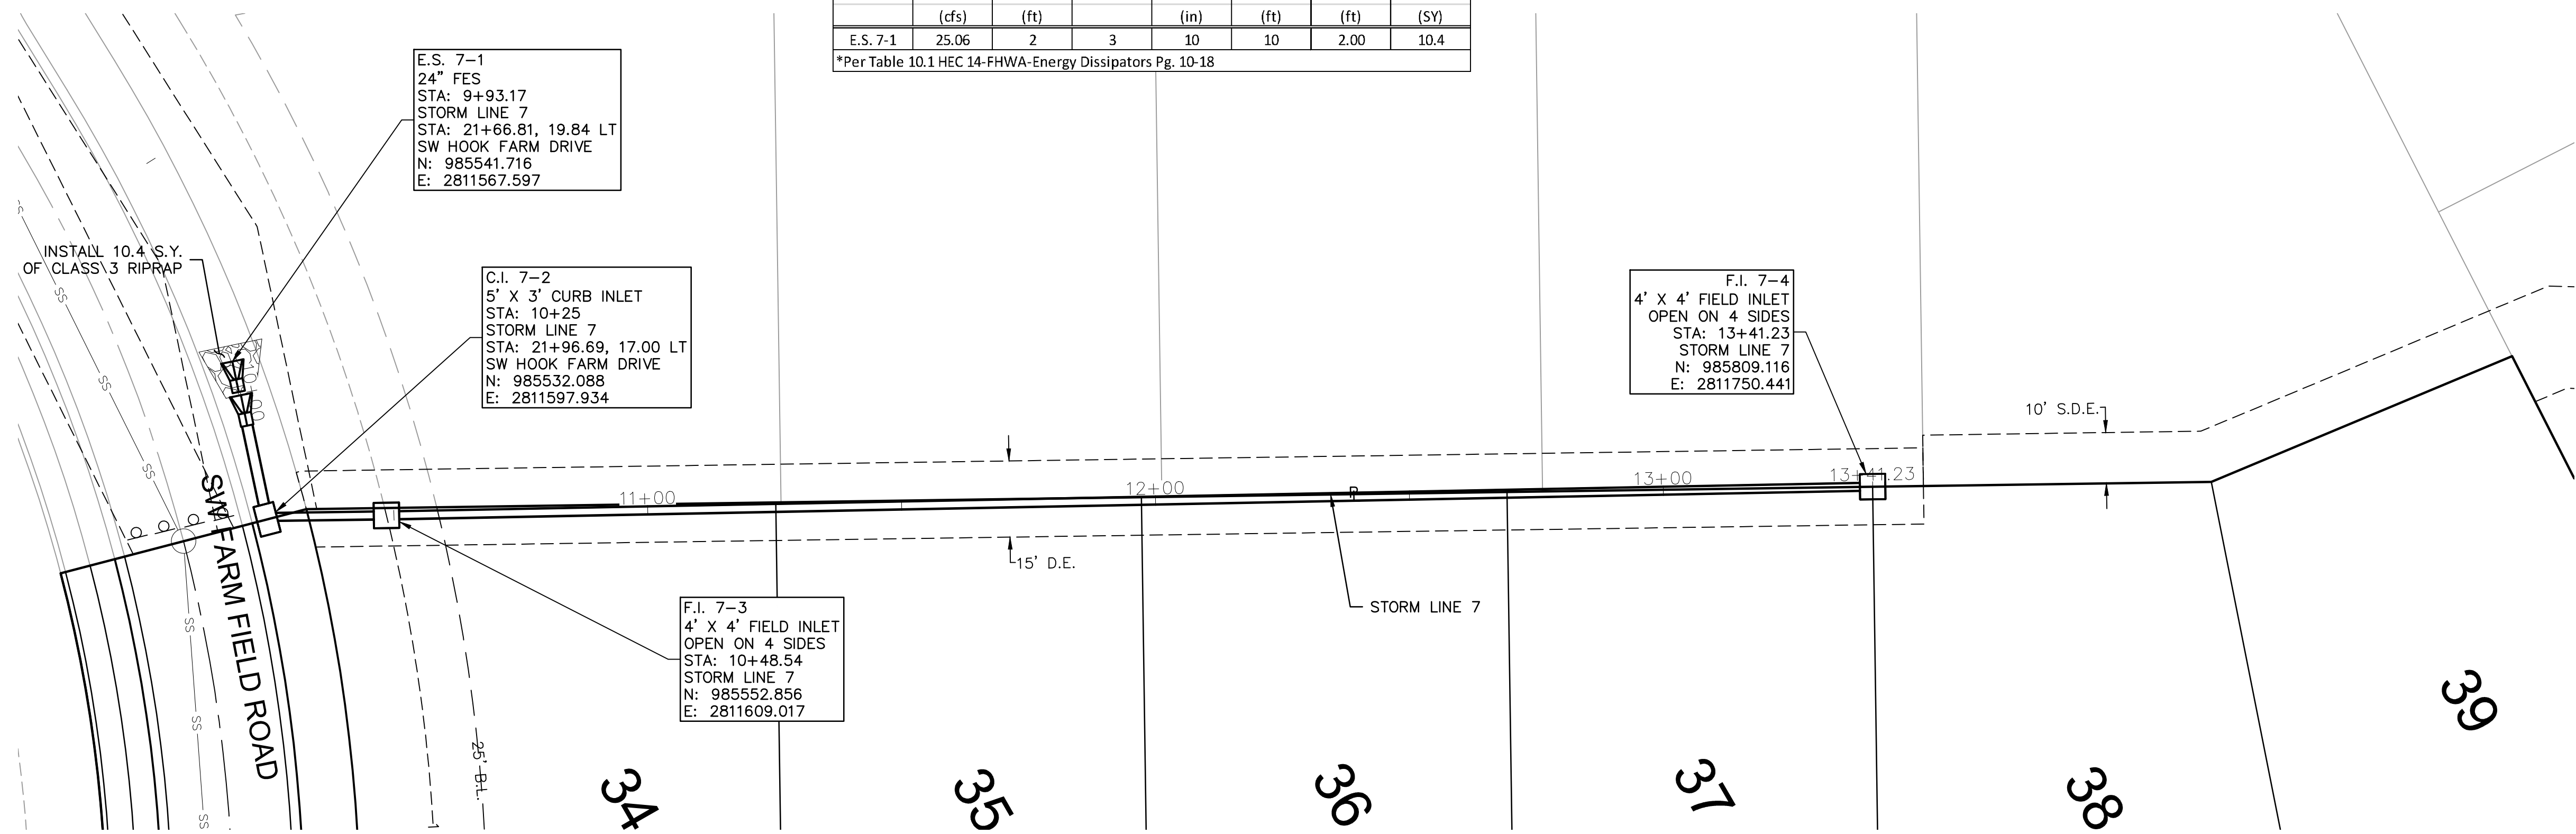 (cfs) (ft) (in) (ft) (ft) (SY)
E.S. 7-1 25.06 2 3 10 10 2.00 10.4
*Per Table 10.1 HEC 14-FHWA-Energy Dissipators Pg. 10-18
E.S. 7-1
24" FES
STA: 9+93.17
STORM LINE 7
STA: 21+66.81, 19.84 LT
SW HOOK FARM DRIVE
N: 985541.716
E: 2811567.597
INSTALL 10.4 S.Y.
OF CLASS 3 RIPRAP
C.I. 7-2
5' X 3' CURB INLET
STA: 10+25
STORM LINE 7
STA: 21+96.69, 17.00 LT
SW HOOK FARM DRIVE
N: 985532.088
E: 2811597.934
F.I. 7-4
4' X 4' FIELD INLET
OPEN ON 4 SIDES
STA: 13+41.23
STORM LINE 7
N: 985809.116
E: 2811750.441
10' S.D.E.
11+00
12+00
13+00
13+41.23
15' D.E.
STORM LINE 7
F.I. 7-3
4' X 4' FIELD INLET
OPEN ON 4 SIDES
STA: 10+48.54
STORM LINE 7
N: 985552.856
E: 2811609.017
SW FARM FIELD ROAD
SS
SS
SS
SS
SS
SS
25' B.L.
34
35
36
37
38
39